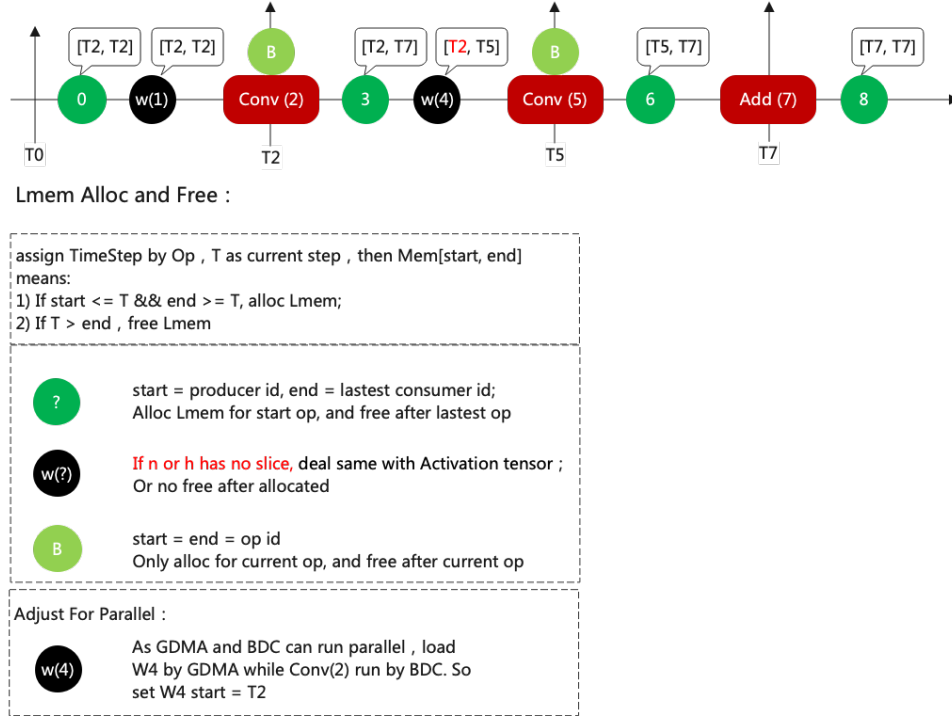 [T2, T2]
[T2, T2]
[T2, T7]
[T2, T5]
[T5, T7]
[T7, T7]
B
B
0
w(1)
Conv (2)
3
w(4)
Conv (5)
6
Add (7)
8
T0
T2
T5
T7
Lmem Alloc and Free :
assign TimeStep by Op , T as current step , then Mem[start, end]
means:
1) If start <= T && end >= T, alloc Lmem;
2) If T > end , free Lmem
?
start = producer id, end = lastest consumer id;
Alloc Lmem for start op, and free after lastest op
w(?)
If n or h has no slice, deal same with Activation tensor ;
Or no free after allocated
B
start = end = op id
Only alloc for current op, and free after current op
Adjust For Parallel :
w(4)
As GDMA and BDC can run parallel , load
W4 by GDMA while Conv(2) run by BDC. So
set W4 start = T2